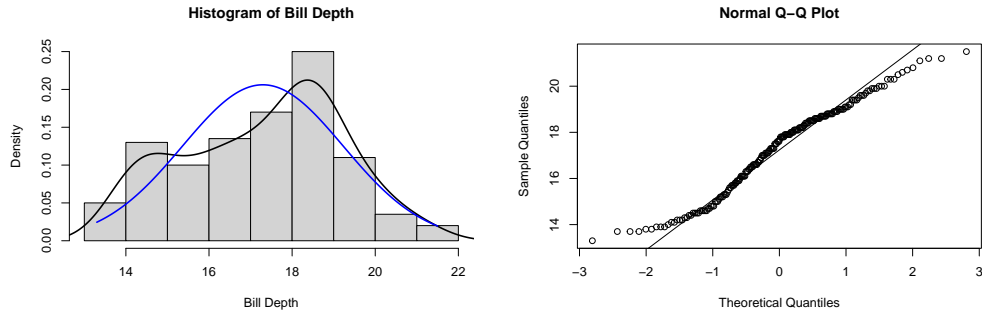 Histogram of Bill Depth
Density
0.00 0.05 0.10 0.15 0.20 0.25
14 16 18 20 22
Bill Depth
Normal Q−Q Plot
Sample Quantiles
14 16 18 20
−3 −2 −1 0 1 2 3
Theoretical Quantiles